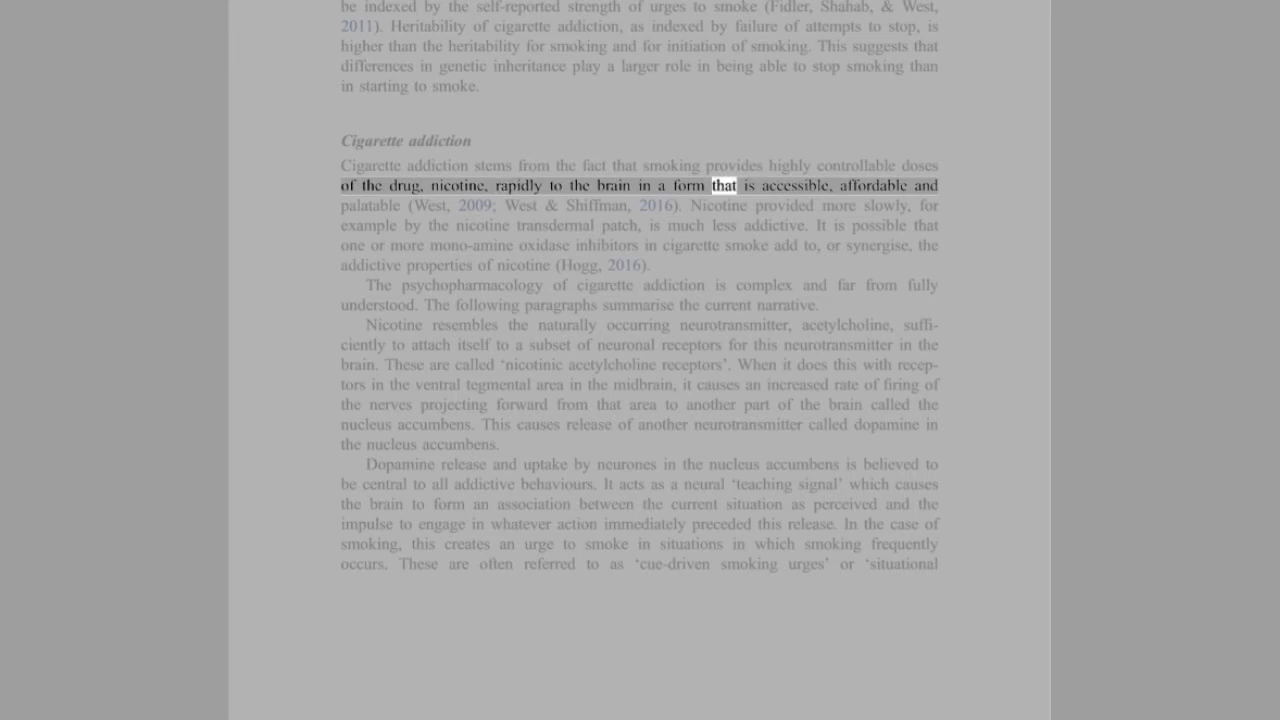 be indexed by the self-reported strength of urges to smoke (Fidler, Shahab, & West,
2011). Heritability of cigarette addiction, as indexed by failure of attempts to stop, is
higher than the heritability for smoking and for initiation of smoking. This suggests that
differences in genetic inheritance play a larger role in being able to stop smoking than
in starting to smoke.
Cigarette addiction
Cigarette addiction stems from the fact that smoking provides highly controllable doses
of the drug, nicotine, rapidly to the brain in a form that is accessible, affordable and
palatable (West, 2009; West & Shiffman, 2016). Nicotine provided more slowly, for
example by the nicotine transdermal patch, is much less addictive. It is possible that
one or more mono-amine oxidase inhibitors in cigarette smoke add to, or synergise, the
addictive properties of nicotine (Hogg, 2016).
The psychopharmacology of cigarette addiction is complex and far from fully
understood. The following paragraphs summarise the current narrative.
Nicotine resembles the naturally occurring neurotransmitter, acetylcholine, suffi-
ciently to attach itself to a subset of neuronal receptors for this neurotransmitter in the
brain. These are called ‘nicotinic acetylcholine receptors’. When it does this with recep-
tors in the ventral tegmental area in the midbrain, it causes an increased rate of firing of
the nerves projecting forward from that area to another part of the brain called the
nucleus accumbens. This causes release of another neurotransmitter called dopamine in
the nucleus accumbens.
Dopamine release and uptake by neurones in the nucleus accumbens is believed to
be central to all addictive behaviours. It acts as a neural ‘teaching signal’ which causes
the brain to form an association between the current situation as perceived and the
impulse to engage in whatever action immediately preceded this release. In the case of
smoking, this creates an urge to smoke in situations in which smoking frequently
occurs. These are often referred to as ‘cue-driven smoking urges’ or ‘situational